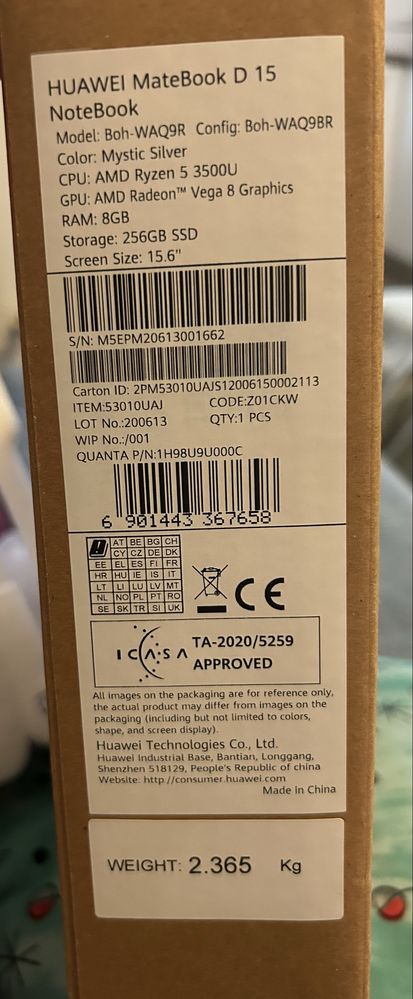 HUAWEI MateBook D 15
NoteBook
Model: Boh-WAQ9R Config: Boh-WAQ9BR
Color: Mystic Silver
CPU: AMD Ryzen 5 3500U
GPU: AMD Radeon™ Vega 8 Graphics
RAM: 8GB
Storage: 256GB SSD
Screen Size: 15.6"
S/N: M5EPM20613001662
Carton ID: 2PM53010UAJS12006150002113
ITEM:53010UAJ CODE:Z01CKW
LOT No.:200613 QTY:1 PCS
WIP No.:/001
QUANTA P/N:1H98U9U000C
6 901443 367658
AT BE BG CH
CY CZ DE DK
EE EL ES FI FR
HR HU IE IS IT
LT LI LU LV MT
NL NO PL PT RO
SE SK TR SI UK
CE
ICASA TA-2020/5259
APPROVED
All images on the packaging are for reference only,
the actual product may differ from images on the
packaging (including but not limited to colors,
shape, and screen display).
Huawei Technologies Co., Ltd.
Huawei Industrial Base, Bantian, Longgang,
Shenzhen 518129, People's Republic of china
Website: http://consumer.huawei.com
Made in China
WEIGHT: 2.365 Kg